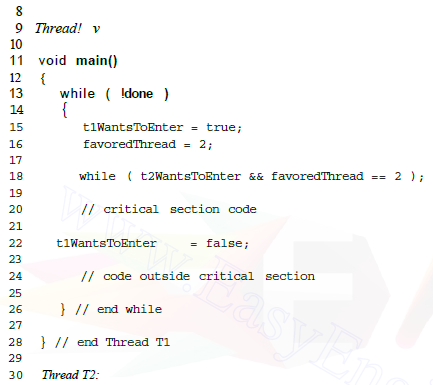 8
9 Thread! v
10
11 void main()
12 {
13 while ( !done )
14 {
15 t1WantsToEnter = true;
16 favoredThread = 2;
17
18 while ( t2WantsToEnter && favoredThread == 2 );
19
20 // critical section code
21
22 t1WantsToEnter = false;
23
24 // code outside critical section
25
26 } // end while
27
28 } // end Thread T1
29
30 Thread T2: